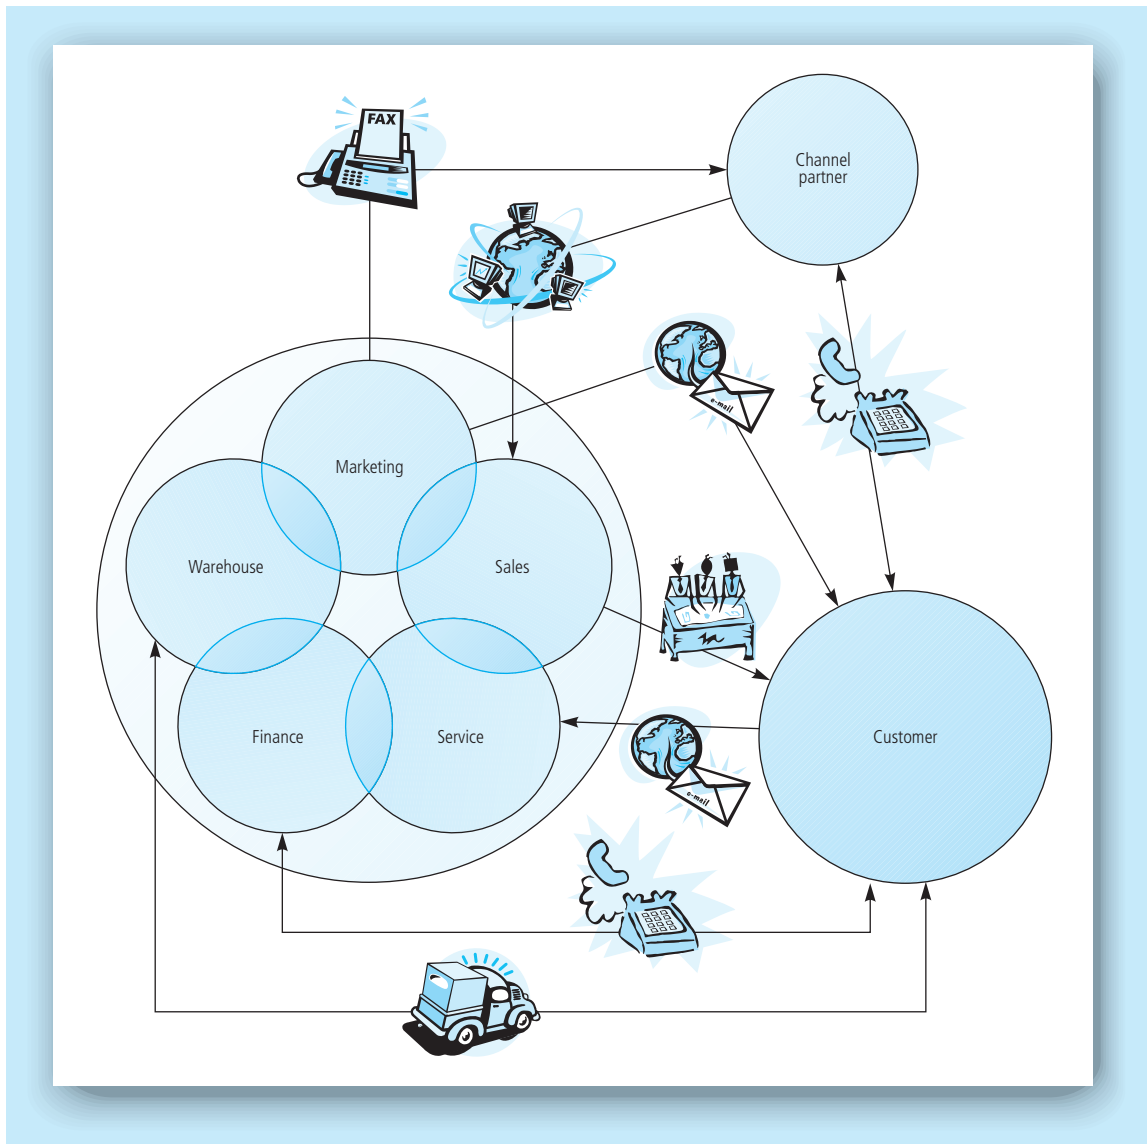 FAX
Channel
partner
e-mail
Marketing
Warehouse
Sales
Finance
Service
Customer
e-mail